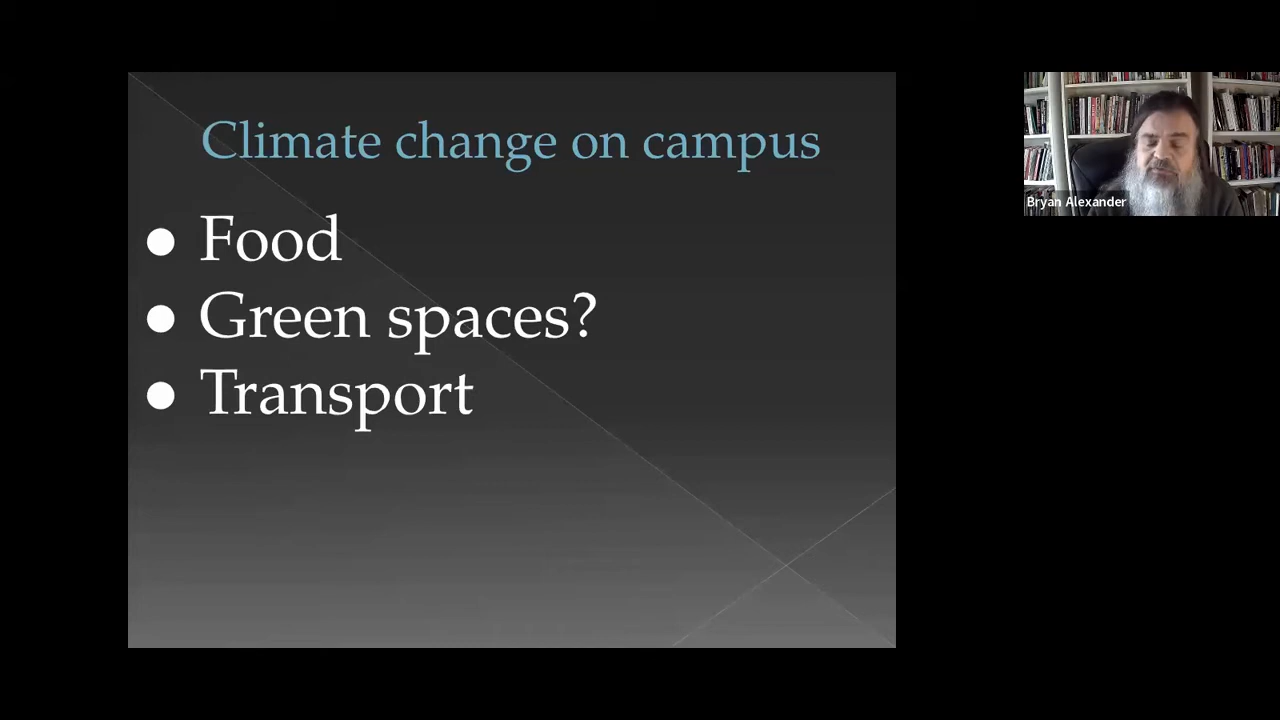 Climate change on campus
● Food
● Green spaces?
● Transport
Bryan Alexander